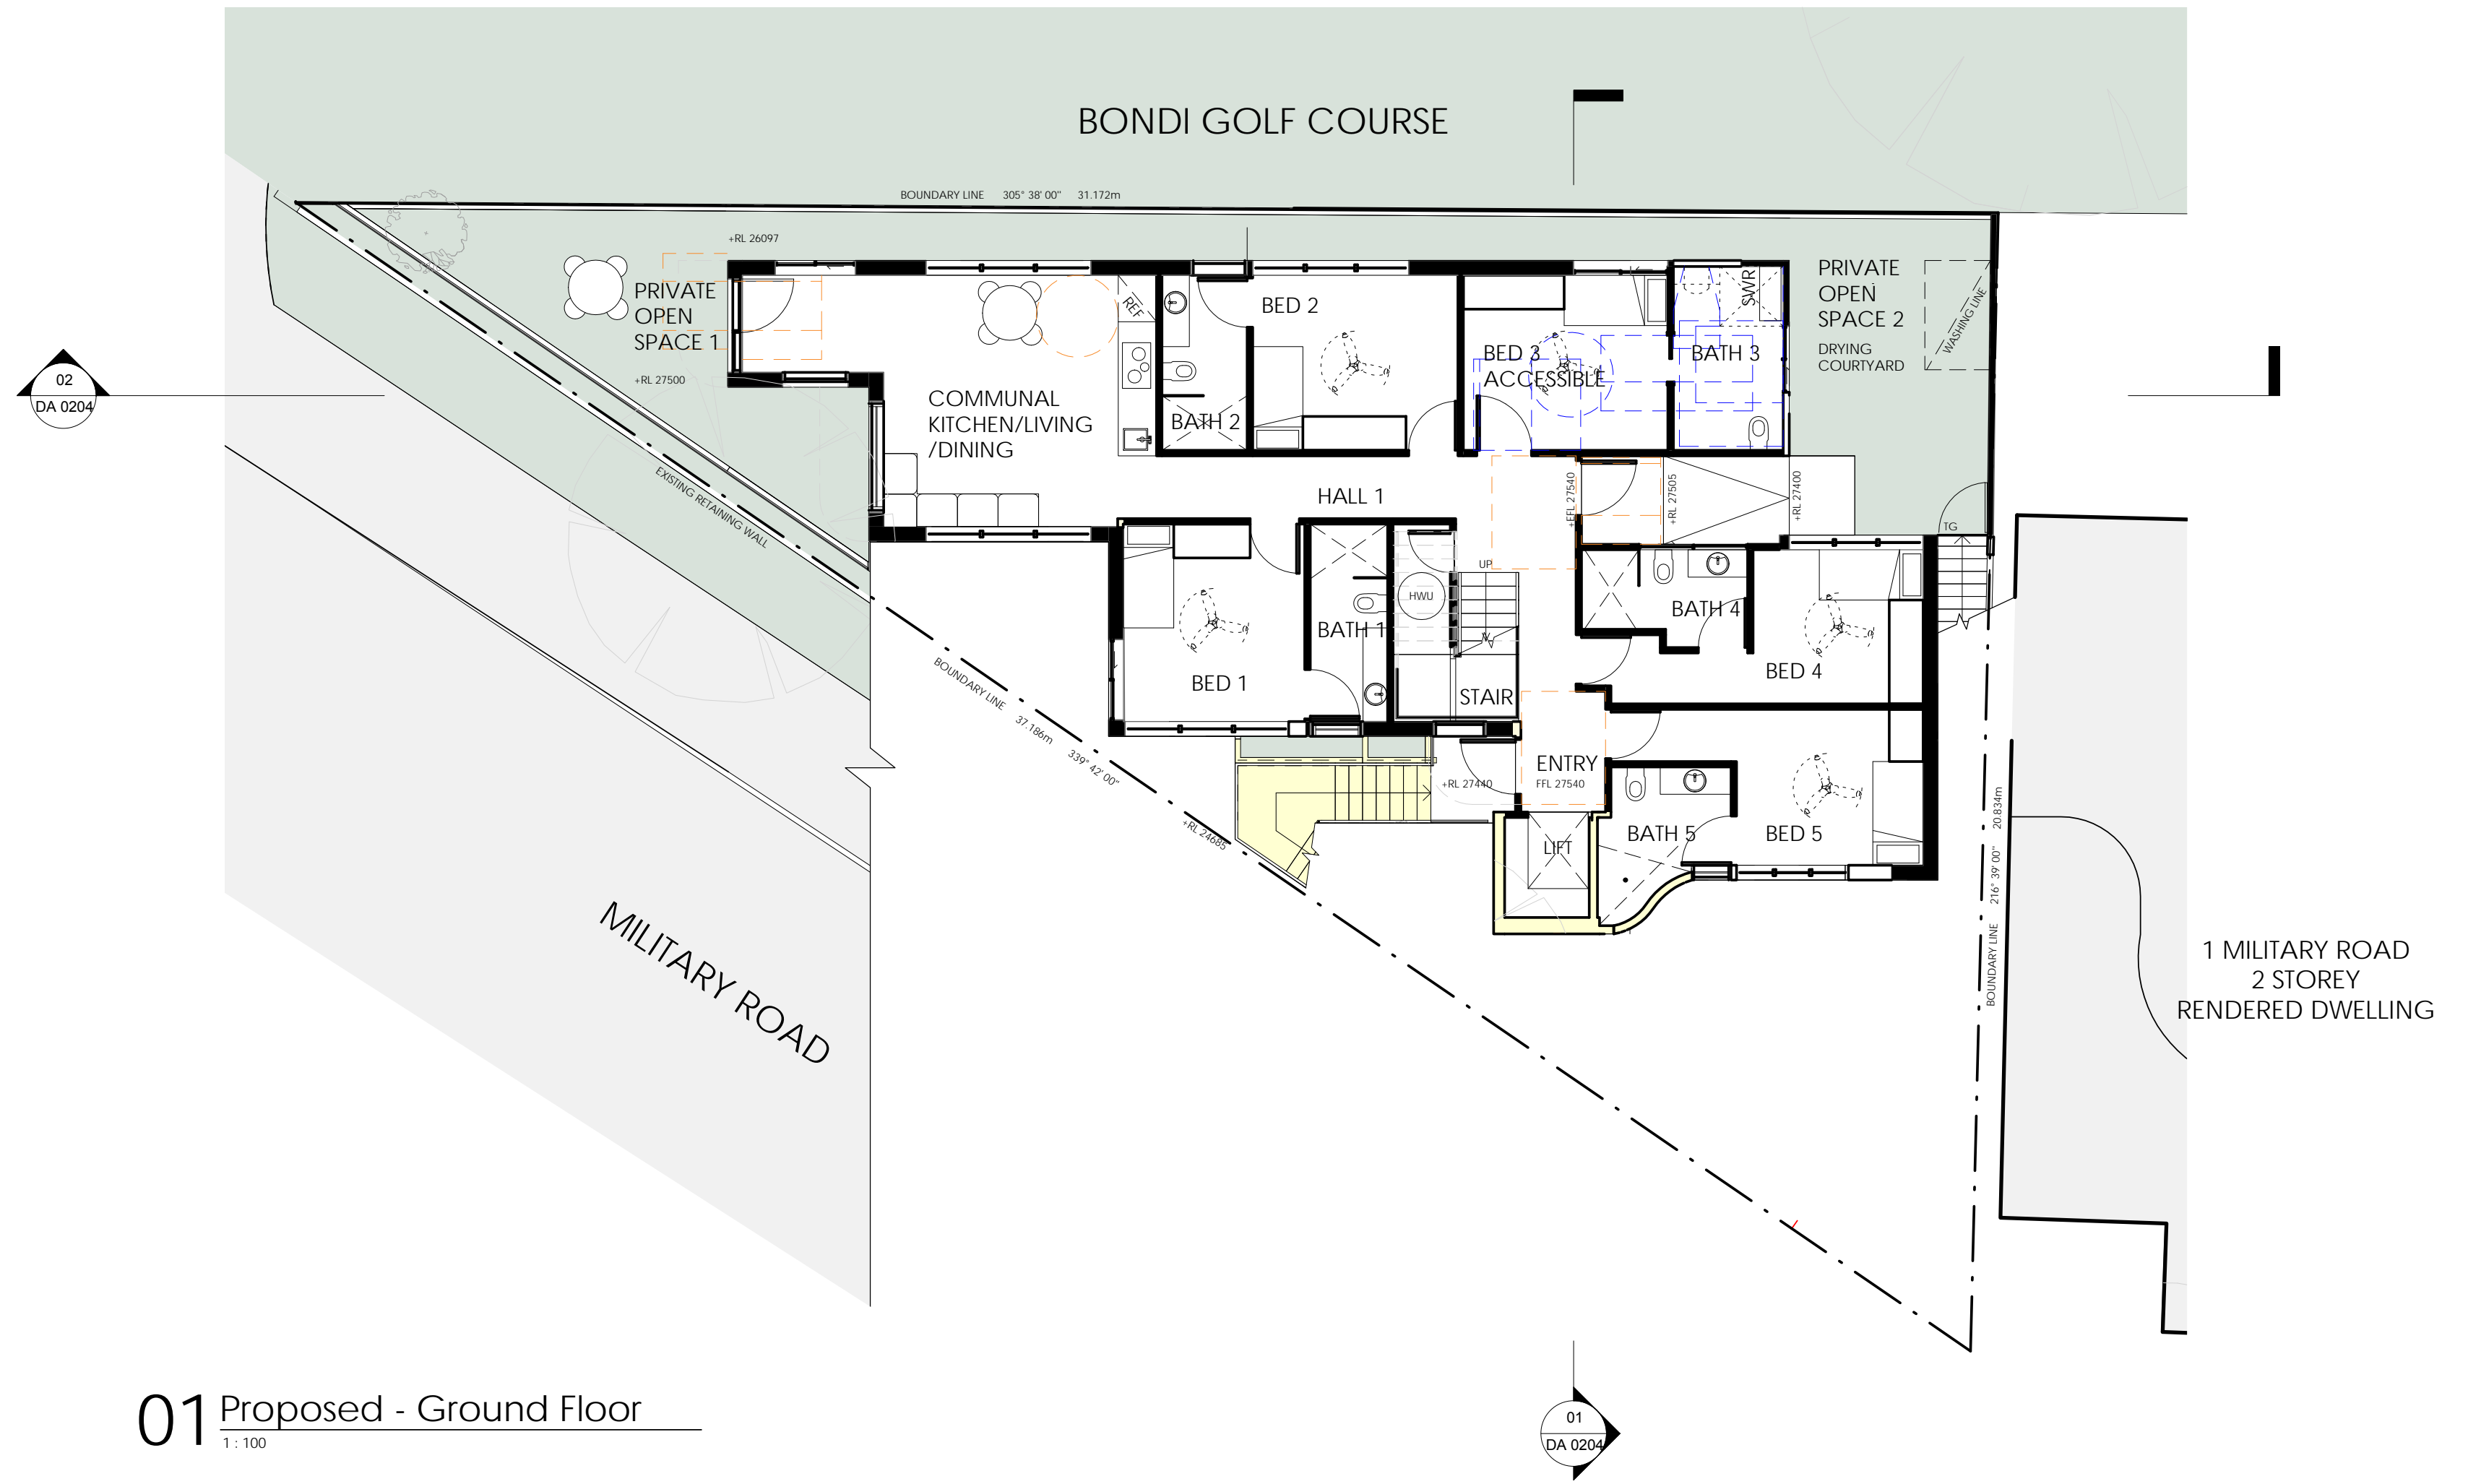 BONDI GOLF COURSE
BOUNDARY LINE 305° 38' 00" 31.172m
+RL 26097
PRIVATE
OPEN
SPACE 1
+RL 27500
REF
BED 2
BATH 2
COMMUNAL
KITCHEN/LIVING
/DINING
BED 3
ACCESSIBLE
SWR
BATH 3
PRIVATE
OPEN
SPACE 2
DRYING
COURTYARD
WASHING LINE
02
DA 0204
EXISTING RETAINING WALL
HALL 1
+EFL 27540
+RL 27505
+RL 27400
TG
UP
HWU
BATH 1
BED 1
STAIR
BATH 4
BED 4
BOUNDARY LINE 37.186m 339° 42' 00"
ENTRY
FFL 27540
+RL 27440
+RL 24685
LIFT
BATH 5
BED 5
BOUNDARY LINE 216° 39' 00" 20.834m
MILITARY ROAD
1 MILITARY ROAD
2 STOREY
RENDERED DWELLING
01 Proposed - Ground Floor
1 : 100
01
DA 0204